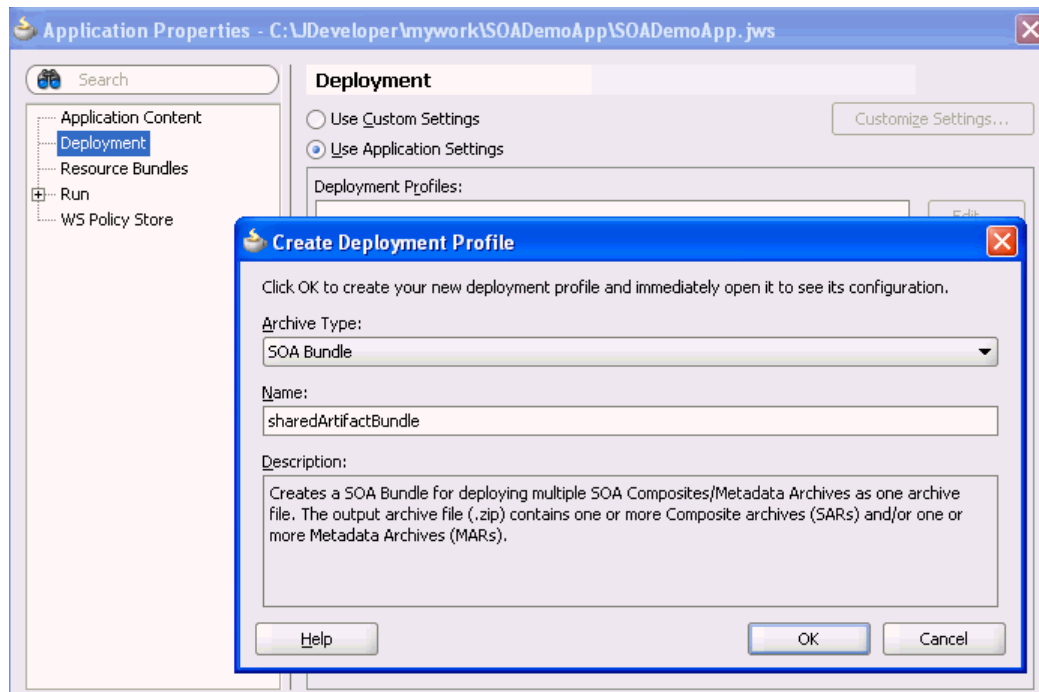 Application Properties - C:\JDeveloper\mywork\SOADemoApp\SOADemoApp.jws
Search
Application Content
Deployment
Resource Bundles
Run
WS Policy Store
Deployment
Use Custom Settings
Customize Settings...
Use Application Settings
Deployment Profiles:
Edit...
Create Deployment Profile
Click OK to create your new deployment profile and immediately open it to see its configuration.
Archive Type:
SOA Bundle
Name:
sharedArtifactBundle
Description:
Creates a SOA Bundle for deploying multiple SOA Composites/Metadata Archives as one archive
file. The output archive file (.zip) contains one or more Composite archives (SARs) and/or one or
more Metadata Archives (MARs).
Help
OK
Cancel